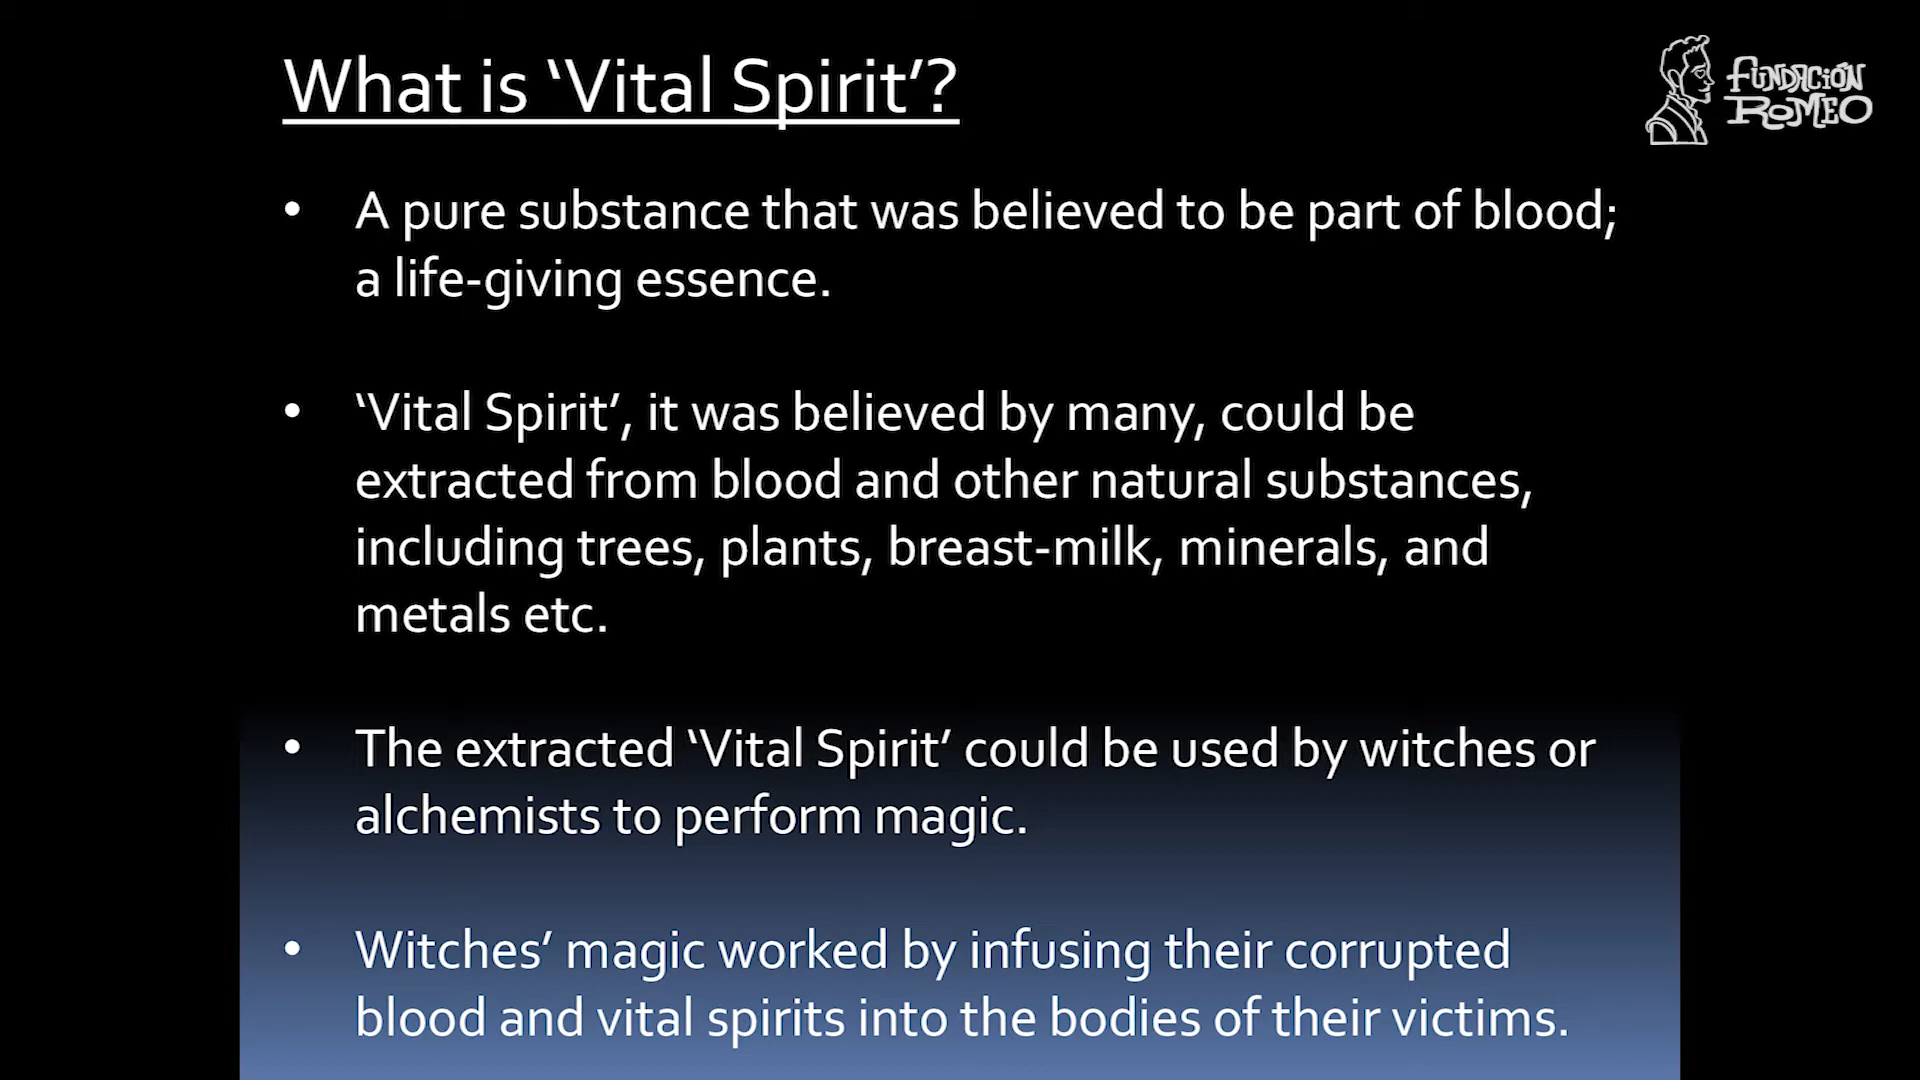 What is ‘Vital Spirit’?
FUNDACIÓN
ROMEO
• A pure substance that was believed to be part of blood;
a life-giving essence.
• ‘Vital Spirit’, it was believed by many, could be
extracted from blood and other natural substances,
including trees, plants, breast-milk, minerals, and
metals etc.
• The extracted ‘Vital Spirit’ could be used by witches or
alchemists to perform magic.
• Witches’ magic worked by infusing their corrupted
blood and vital spirits into the bodies of their victims.